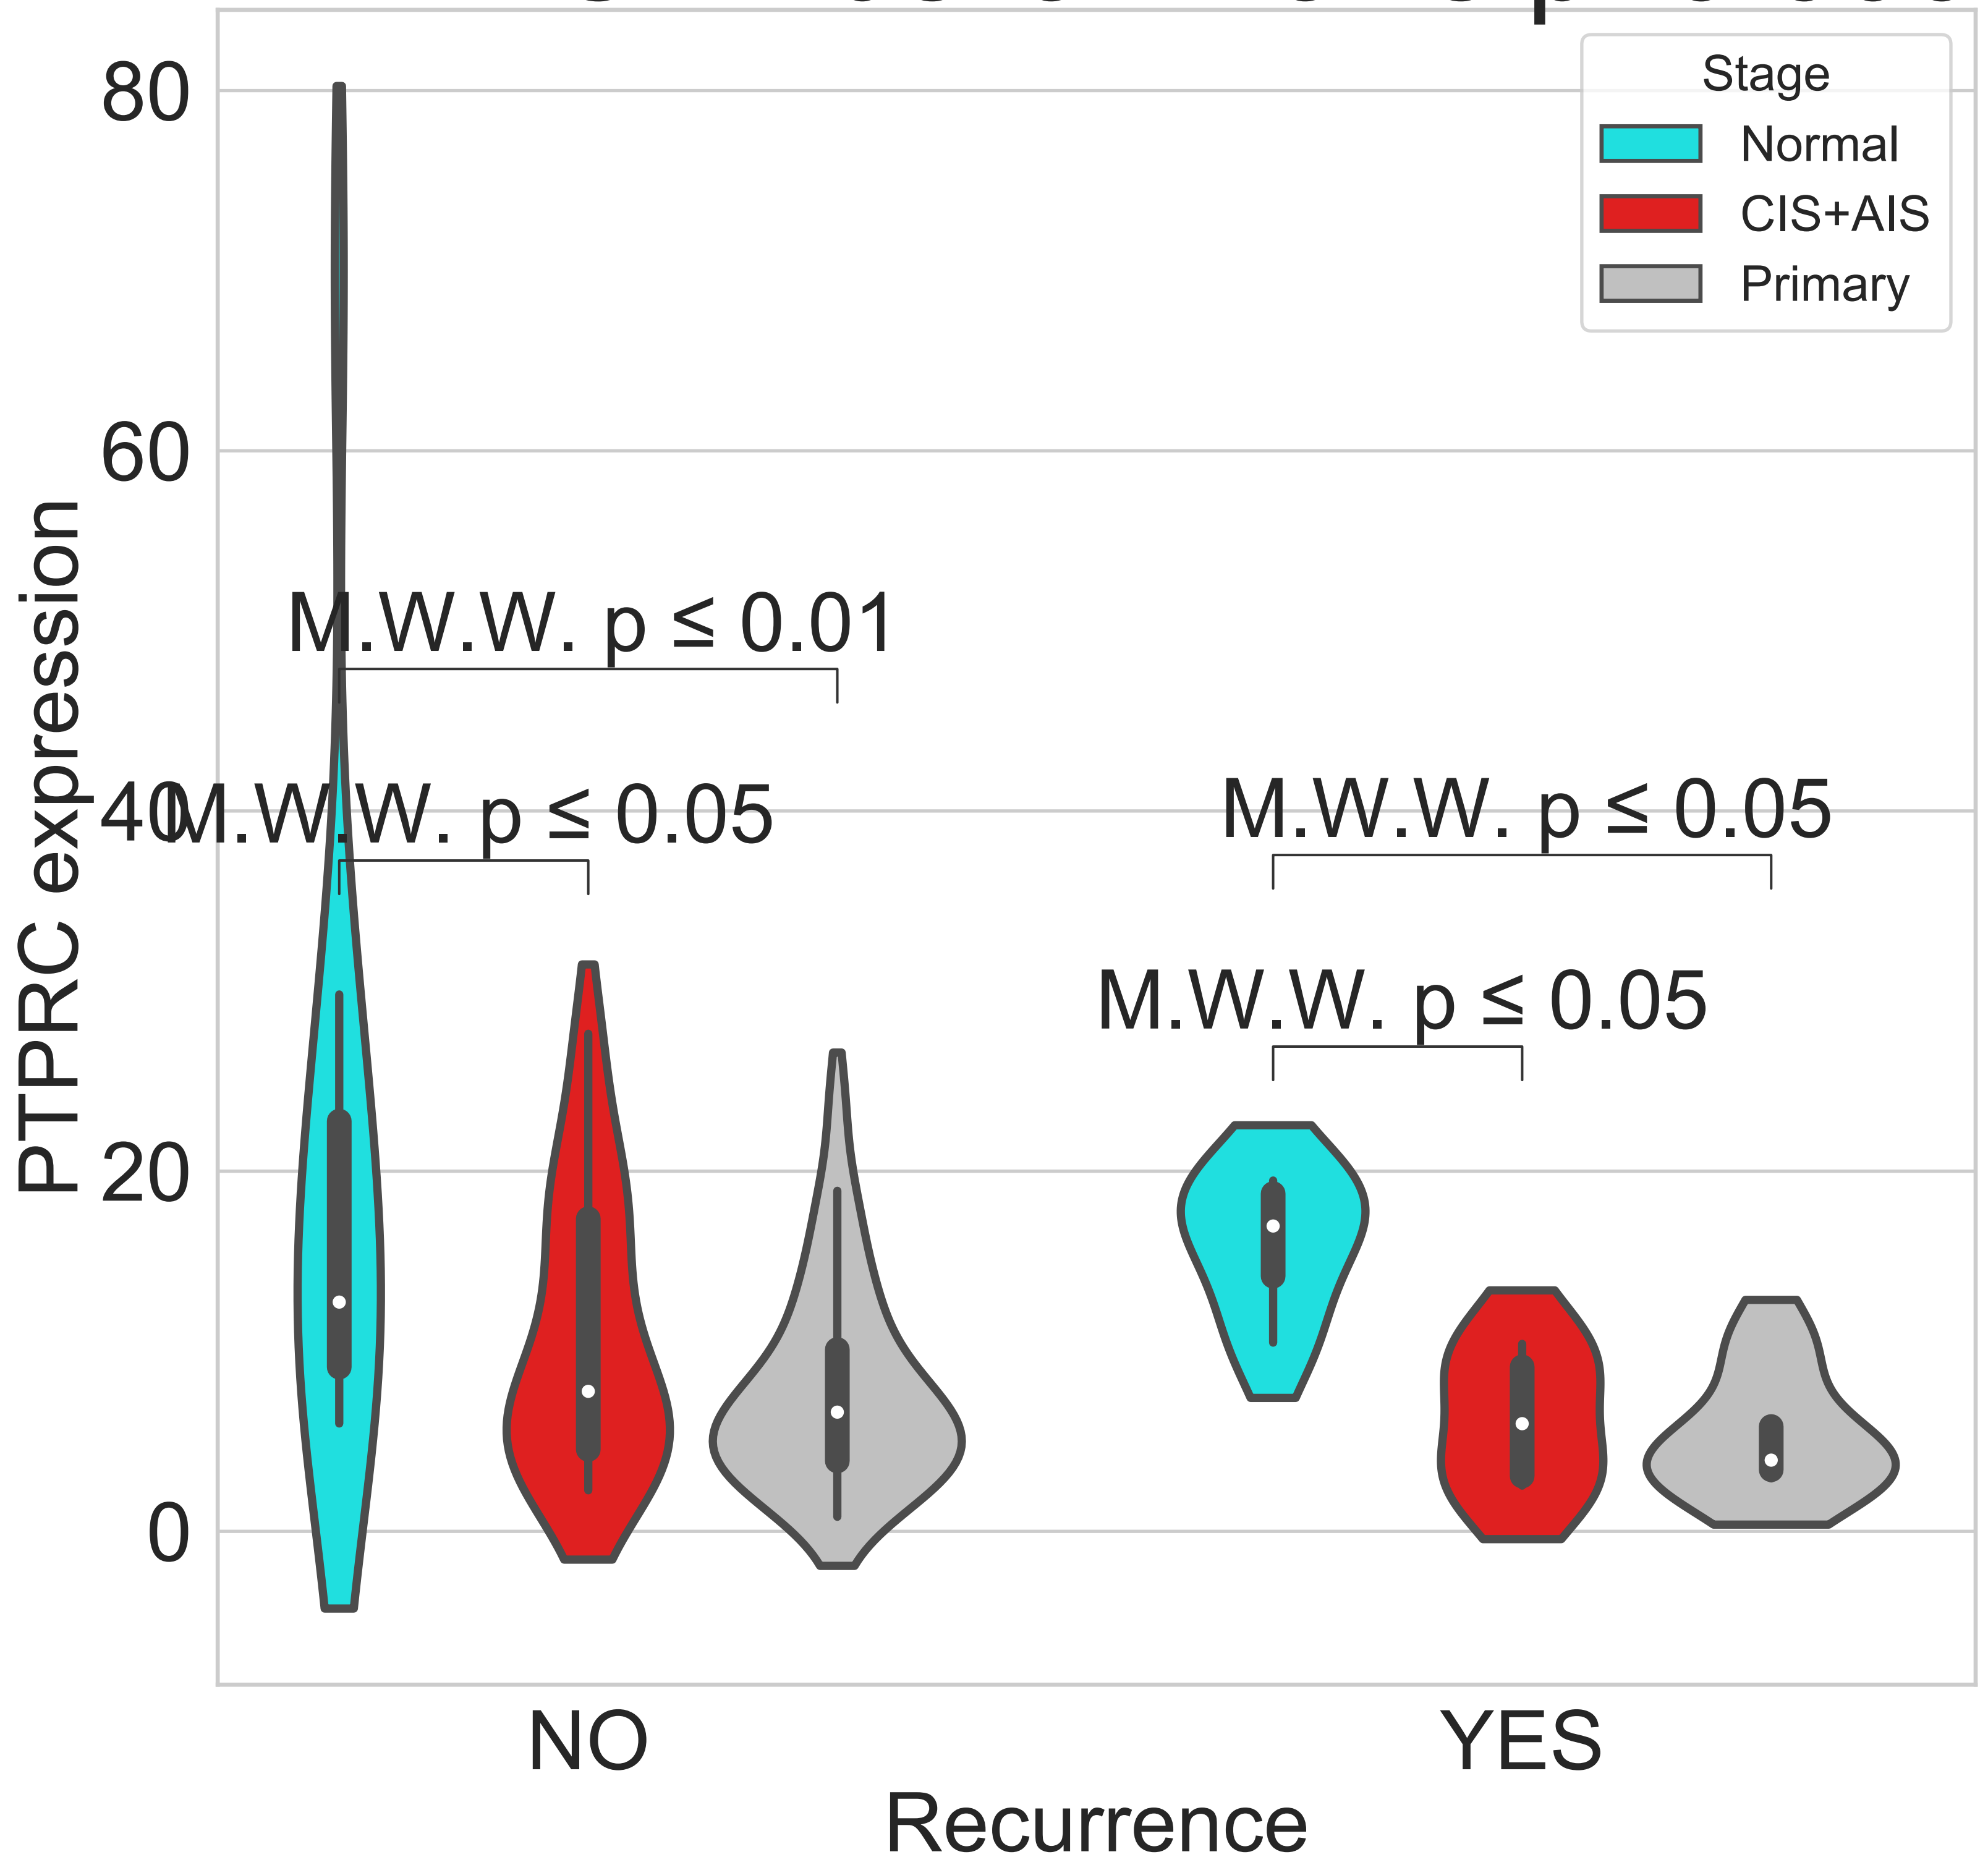 Stage
Normal
CIS+AIS
Primary
80
60
40
20
0
PTPRC expression
M.W.W. p ≤ 0.01
M.W.W. p ≤ 0.05
M.W.W. p ≤ 0.05
M.W.W. p ≤ 0.05
NO
YES
Recurrence